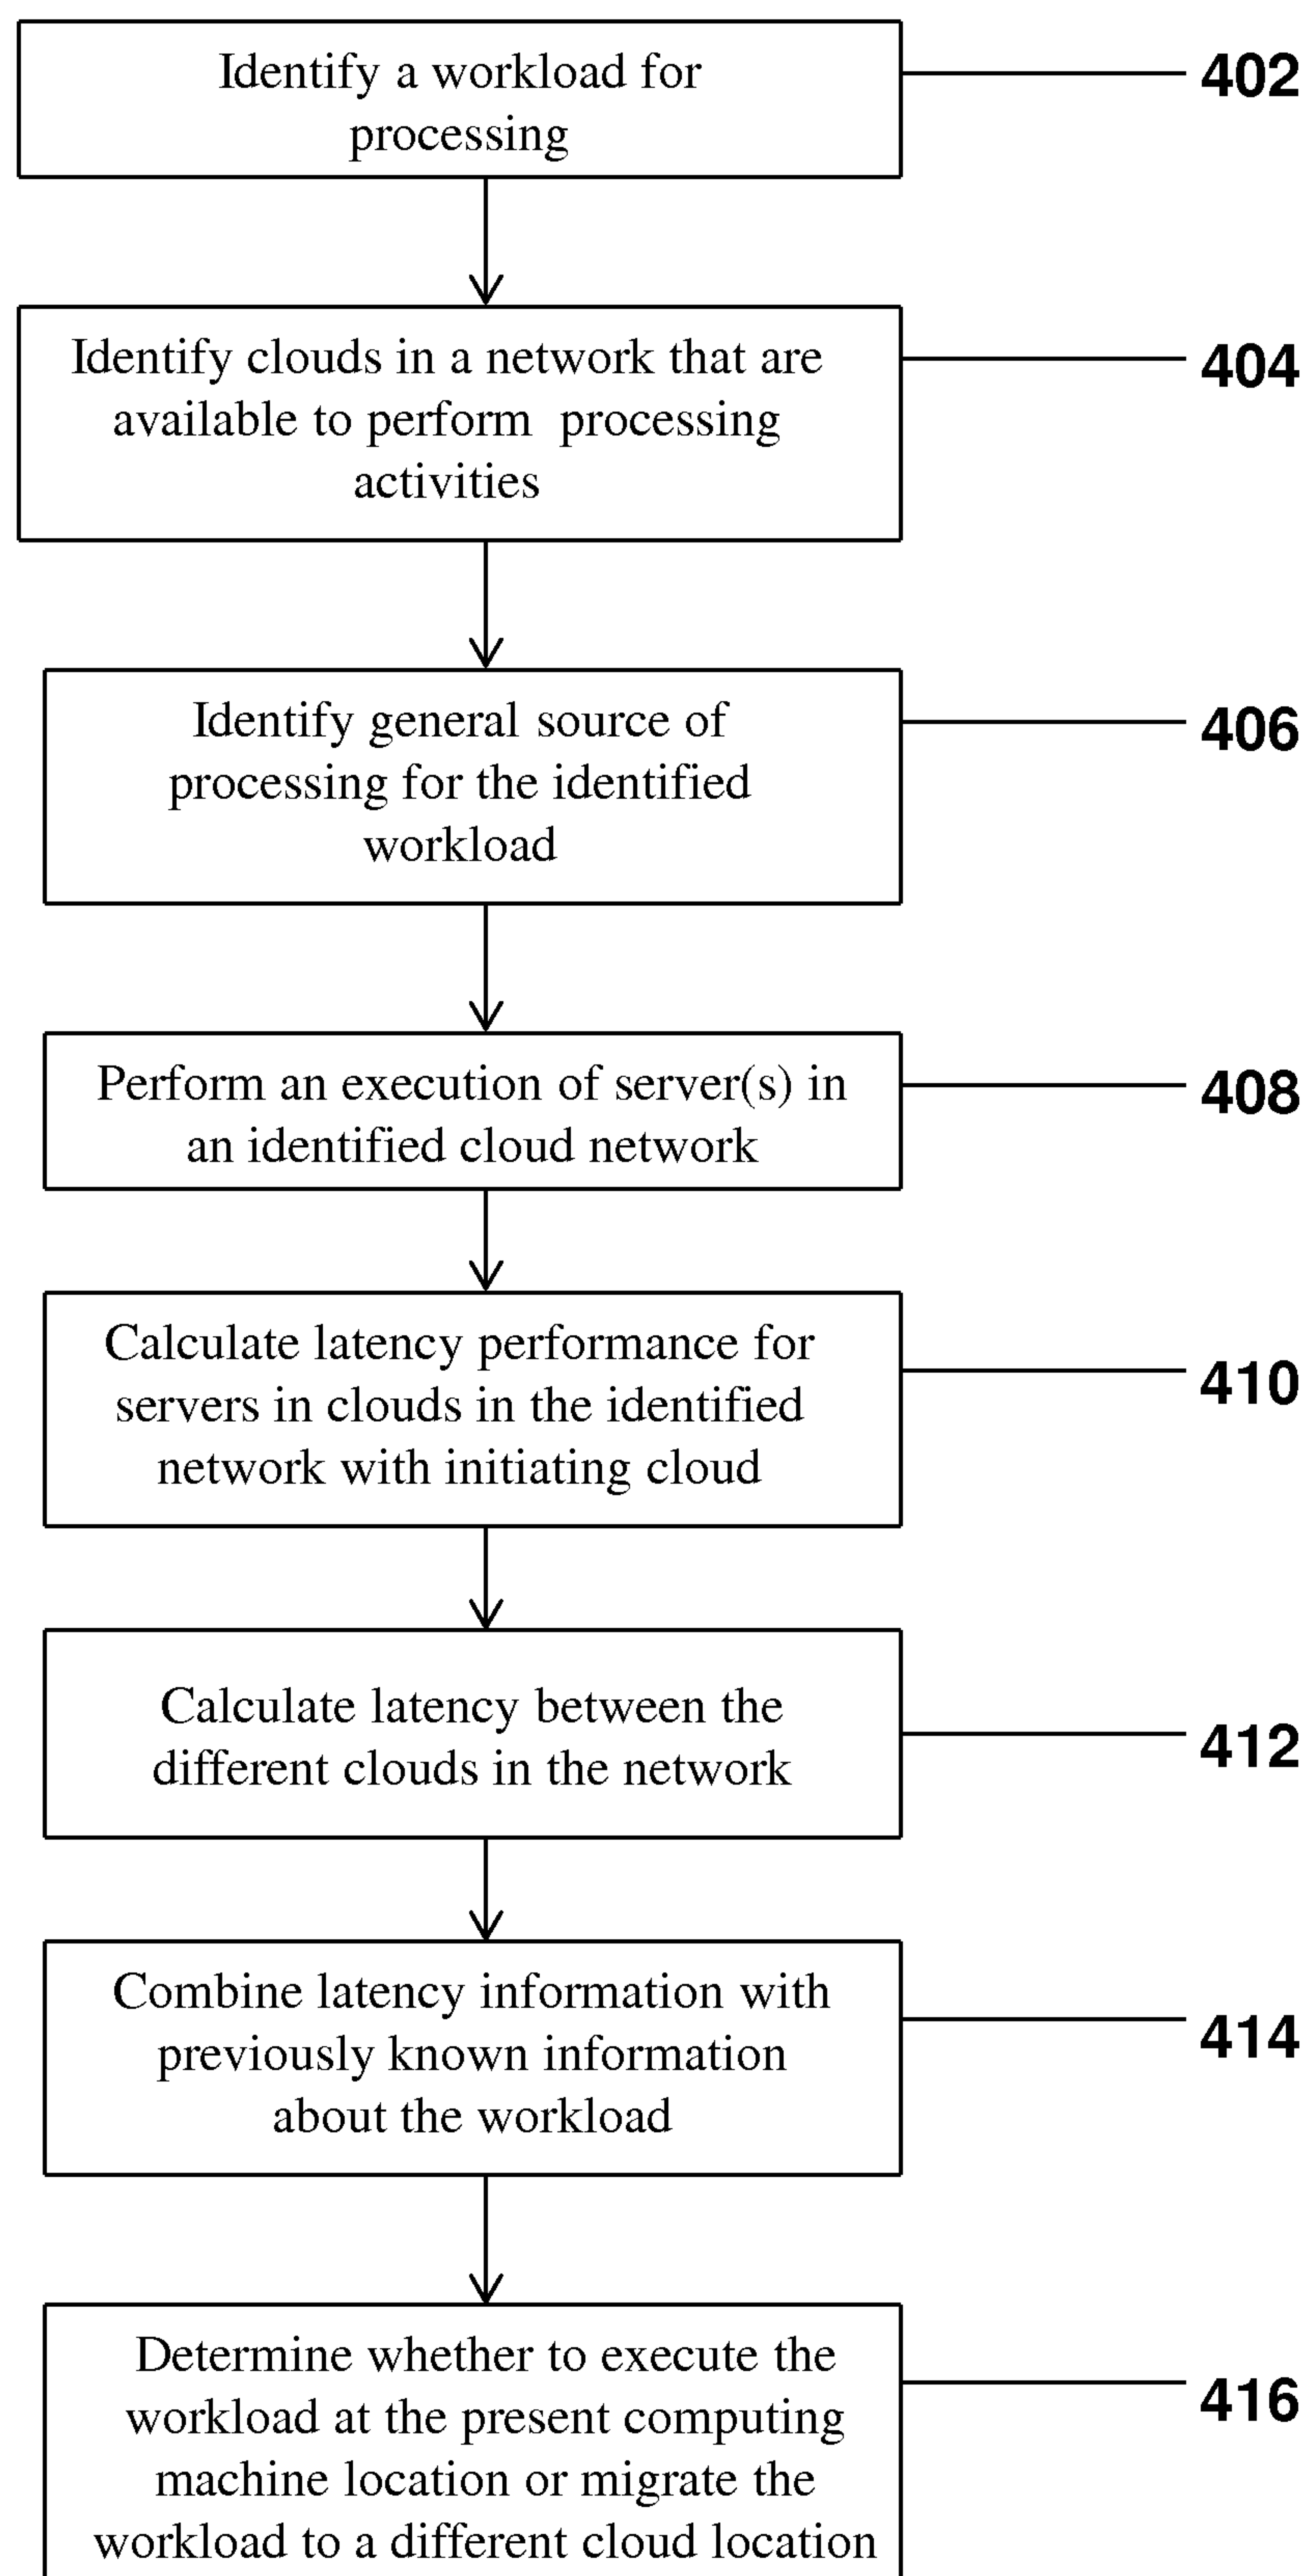 Identify a workload for
processing
402
Identify clouds in a network that are
available to perform processing
activities
404
Identify general source of
processing for the identified
workload
406
Perform an execution of server(s) in
an identified cloud network
408
Calculate latency performance for
servers in clouds in the identified
network with initiating cloud
410
Calculate latency between the
different clouds in the network
412
Combine latency information with
previously known information
about the workload
414
Determine whether to execute the
workload at the present computing
machine location or migrate the
workload to a different cloud location
416